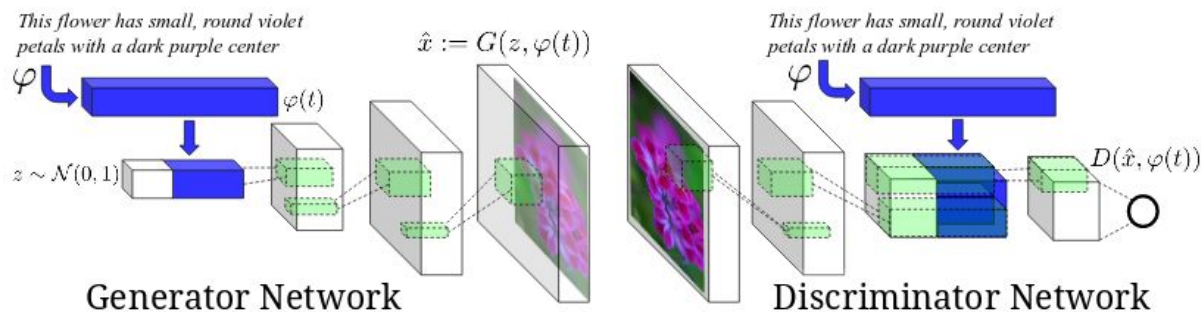 This flower has small, round violet
petals with a dark purple center
φ
φ(t)
z ∼ N(0, 1)
x̂ := G(z, φ(t))
Generator Network
This flower has small, round violet
petals with a dark purple center
φ
D(x̂, φ(t))
Discriminator Network